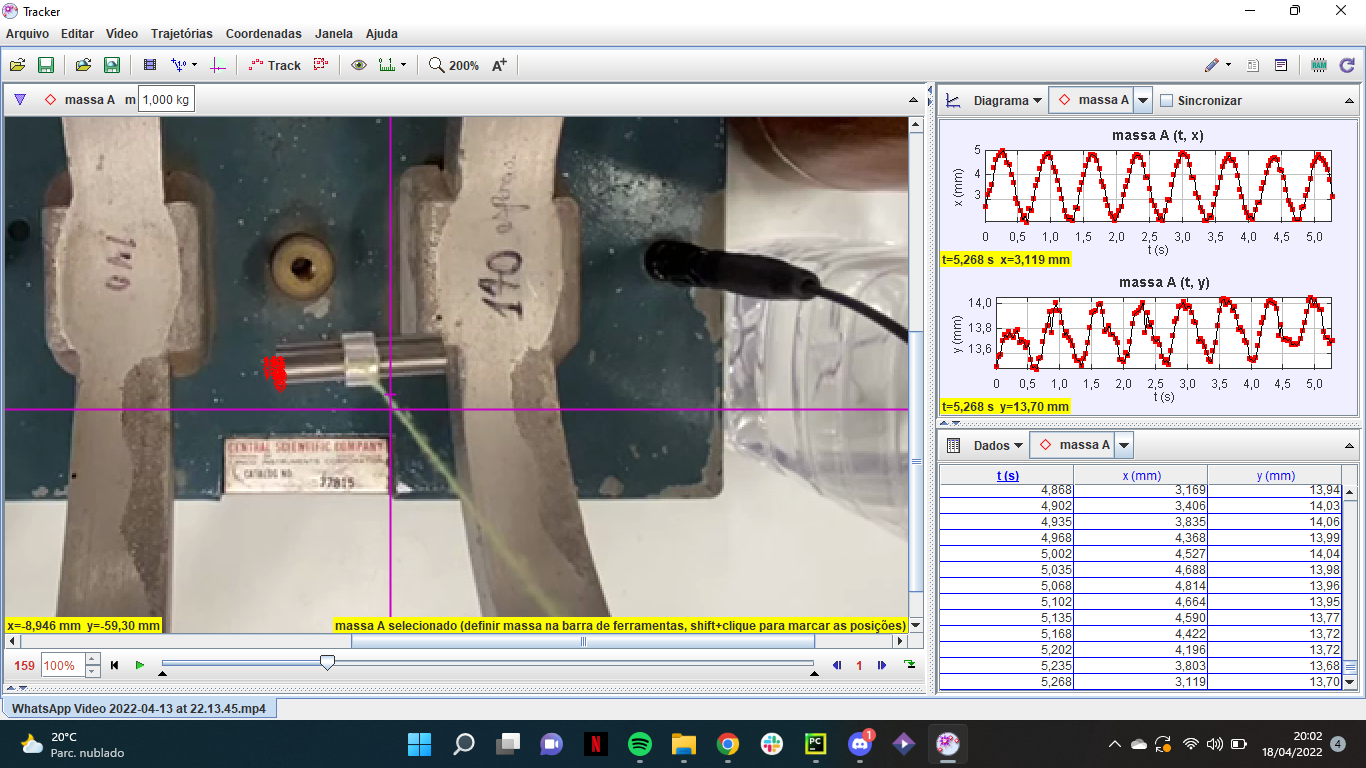 Tracker
Arquivo Editar Vídeo Trajetórias Coordenadas Janela Ajuda
Track 200% A+
massa A m 1,000 kg
Diagrama massa A Sincronizar
massa A (t, x)
x (mm)
5
4
3
0 0,5 1,0 1,5 2,0 2,5 3,0 3,5 4,0 4,5 5,0
t (s)
t=5,268 s x=3,119 mm
massa A (t, y)
y (mm)
14,0
13,8
13,6
0 0,5 1,0 1,5 2,0 2,5 3,0 3,5 4,0 4,5 5,0
t (s)
t=5,268 s y=13,70 mm
140
170
CENTRAL SCIENTIFIC COMPANY
CATALOG NO.
77815
x=-8,946 mm y=-59,30 mm
massa A selecionado (definir massa na barra de ferramentas, shift+clique para marcar as posições)
Dados massa A
t (s) x (mm) y (mm)
4,868 3,169 13,94
4,902 3,406 14,03
4,935 3,835 14,06
4,968 4,368 13,99
5,002 4,527 14,04
5,035 4,688 13,98
5,068 4,814 13,96
5,102 4,664 13,95
5,135 4,590 13,77
5,168 4,422 13,72
5,202 4,196 13,72
5,235 3,803 13,68
5,268 3,119 13,70
159 100% 1
WhatsApp Video 2022-04-13 at 22.13.45.mp4
20°C
Parc. nublado
N
PC
1
20:02
18/04/2022
4